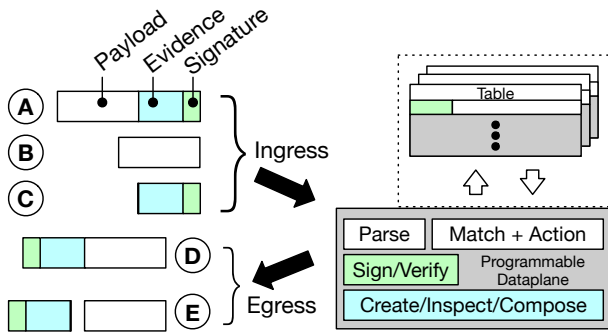 Payload
Evidence
Signature
A
B
C
Ingress
D
E
Egress
Table
Parse
Match + Action
Sign/Verify
Programmable
Dataplane
Create/Inspect/Compose